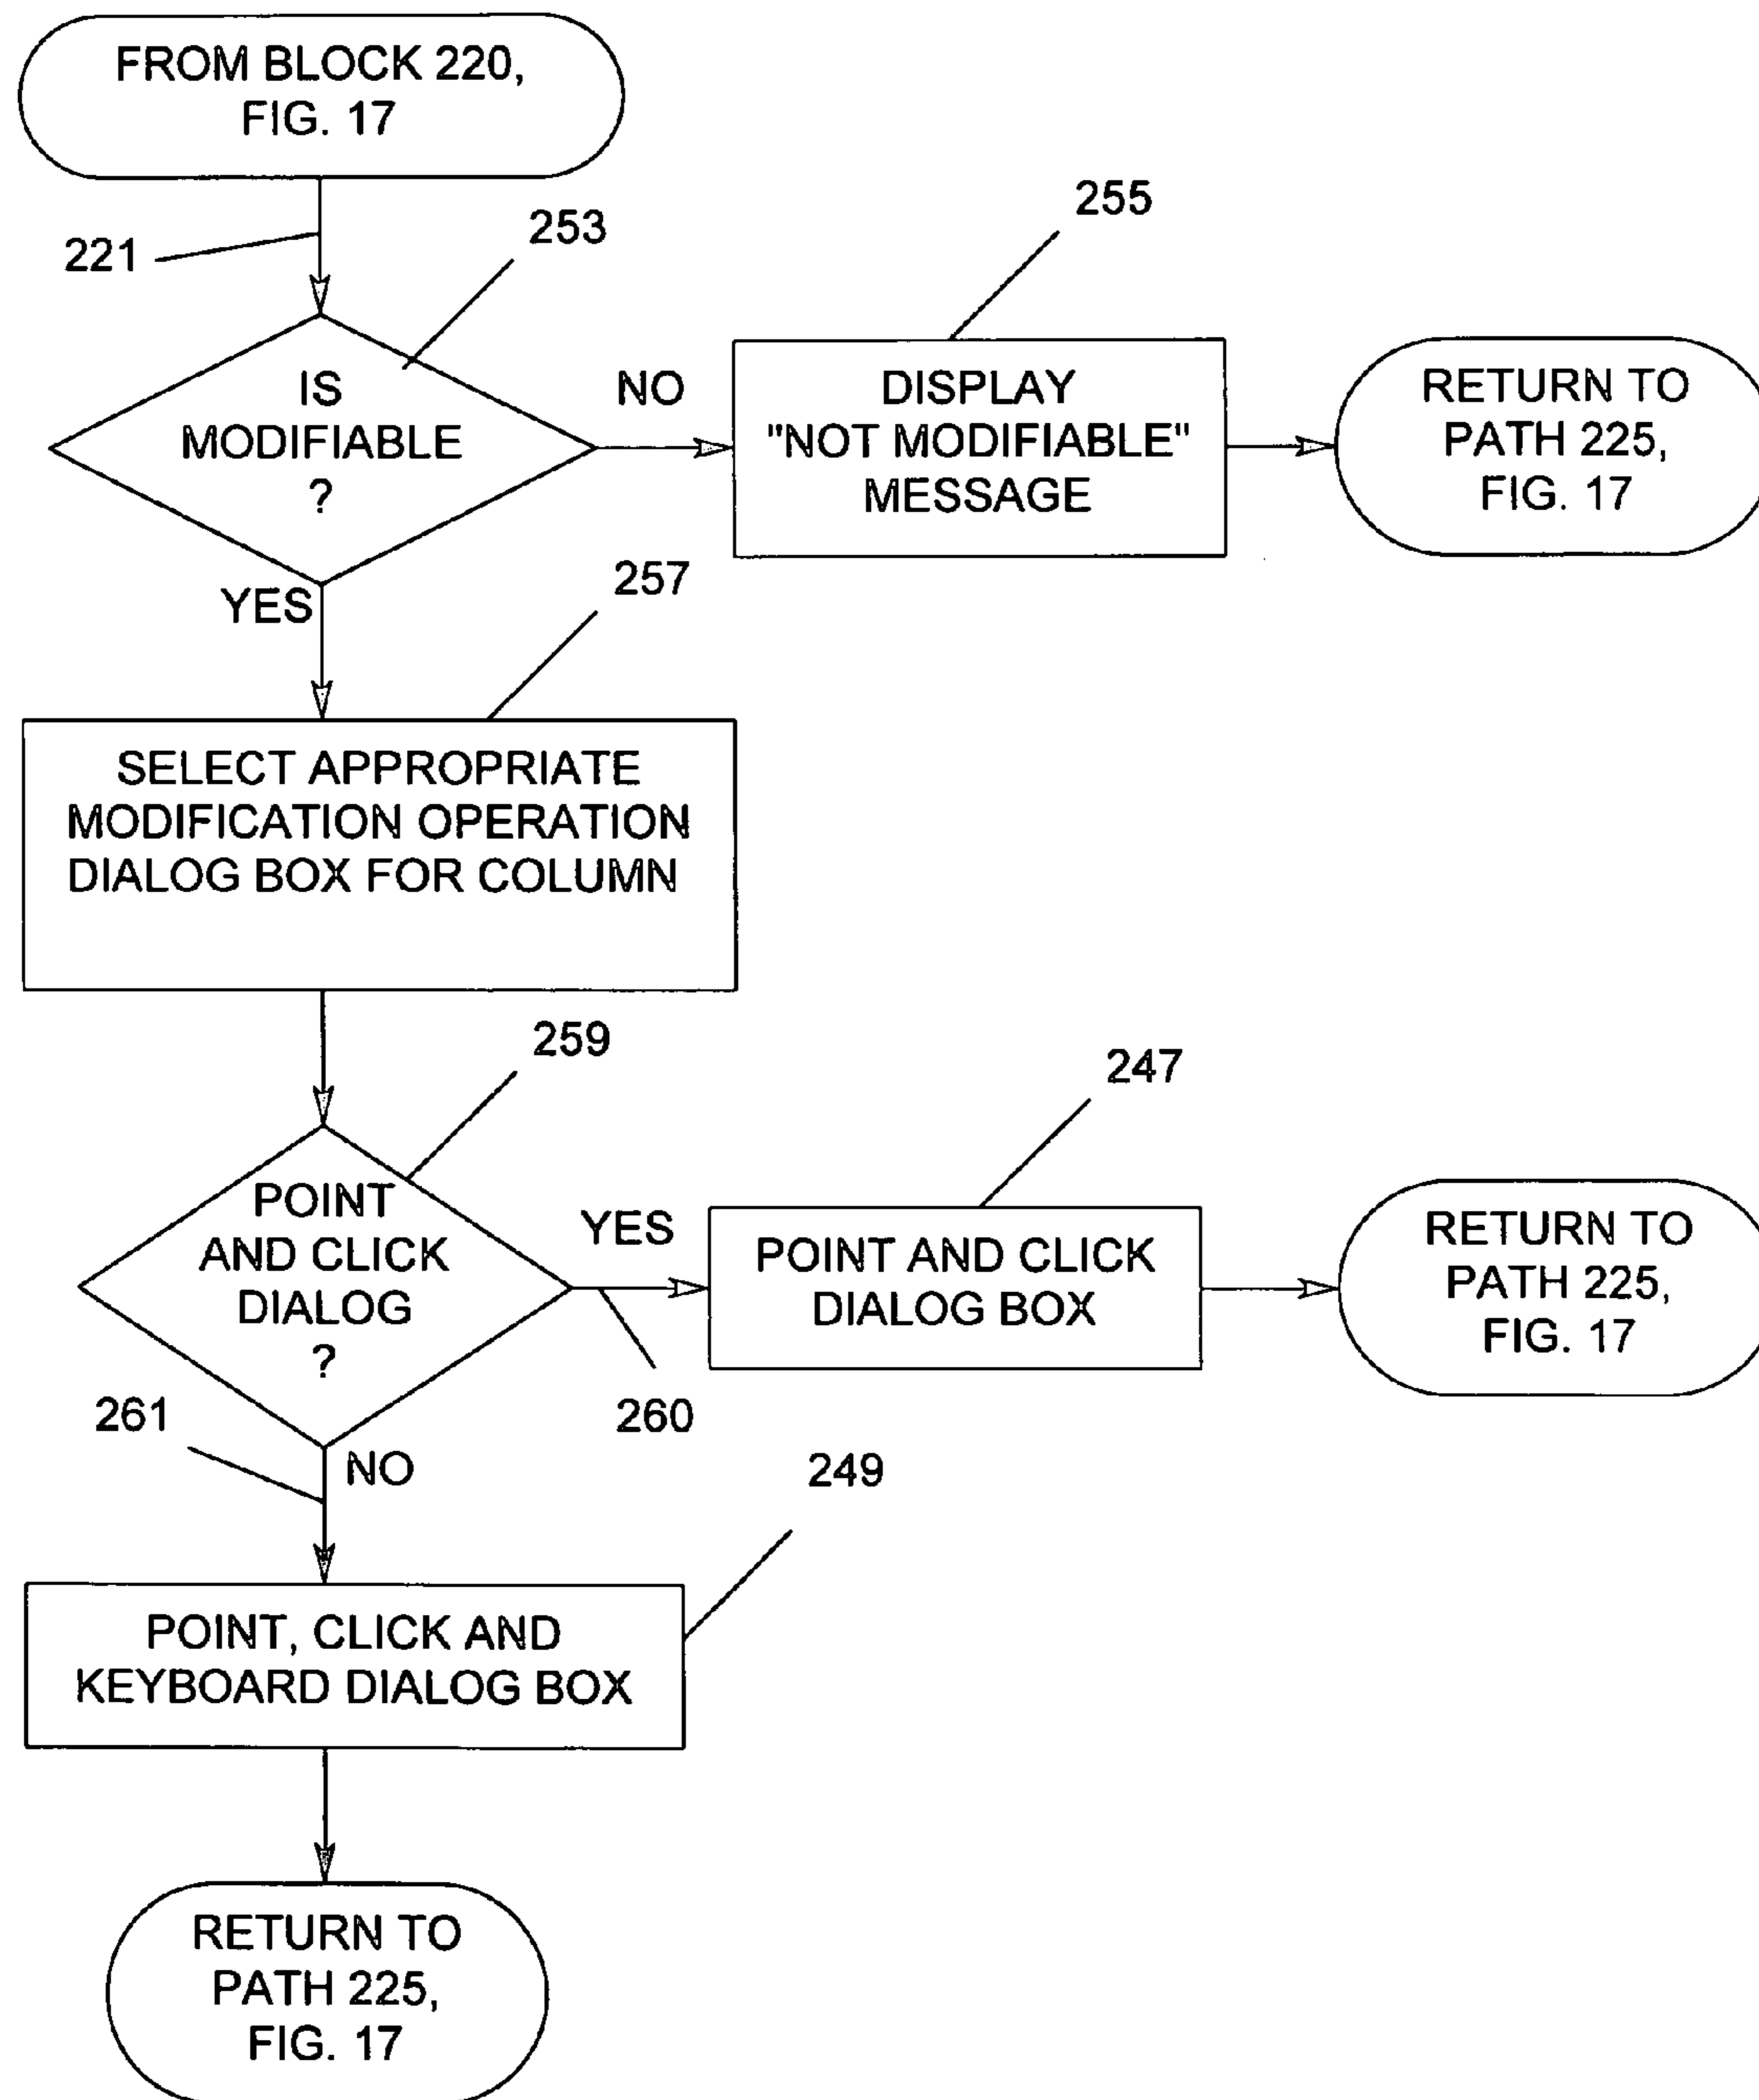 FROM BLOCK 220,
FIG. 17
221
253
255
IS
MODIFIABLE
?
NO
DISPLAY
"NOT MODIFIABLE"
MESSAGE
RETURN TO
PATH 225,
FIG. 17
YES
257
SELECT APPROPRIATE
MODIFICATION OPERATION
DIALOG BOX FOR COLUMN
259
247
POINT
AND CLICK
DIALOG
?
YES
POINT AND CLICK
DIALOG BOX
RETURN TO
PATH 225,
FIG. 17
261
260
NO
249
POINT, CLICK AND
KEYBOARD DIALOG BOX
RETURN TO
PATH 225,
FIG. 17